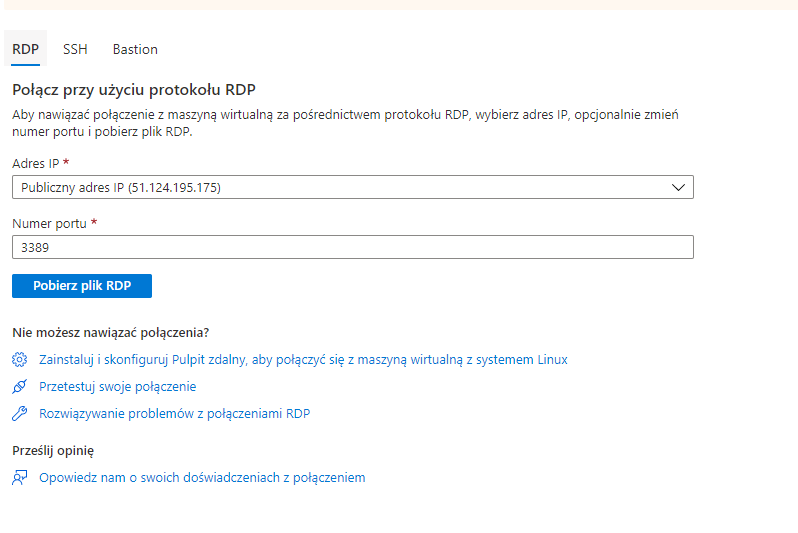 RDP SSH Bastion
Połącz przy użyciu protokołu RDP
Aby nawiązać połączenie z maszyną wirtualną za pośrednictwem protokołu RDP, wybierz adres IP, opcjonalnie zmień
numer portu i pobierz plik RDP.
Adres IP *
Publiczny adres IP (51.124.195.175)
Numer portu *
3389
Pobierz plik RDP
Nie możesz nawiązać połączenia?
Zainstaluj i skonfiguruj Pulpit zdalny, aby połączyć się z maszyną wirtualną z systemem Linux
Przetestuj swoje połączenie
Rozwiązywanie problemów z połączeniami RDP
Prześlij opinię
Opowiedz nam o swoich doświadczeniach z połączeniem